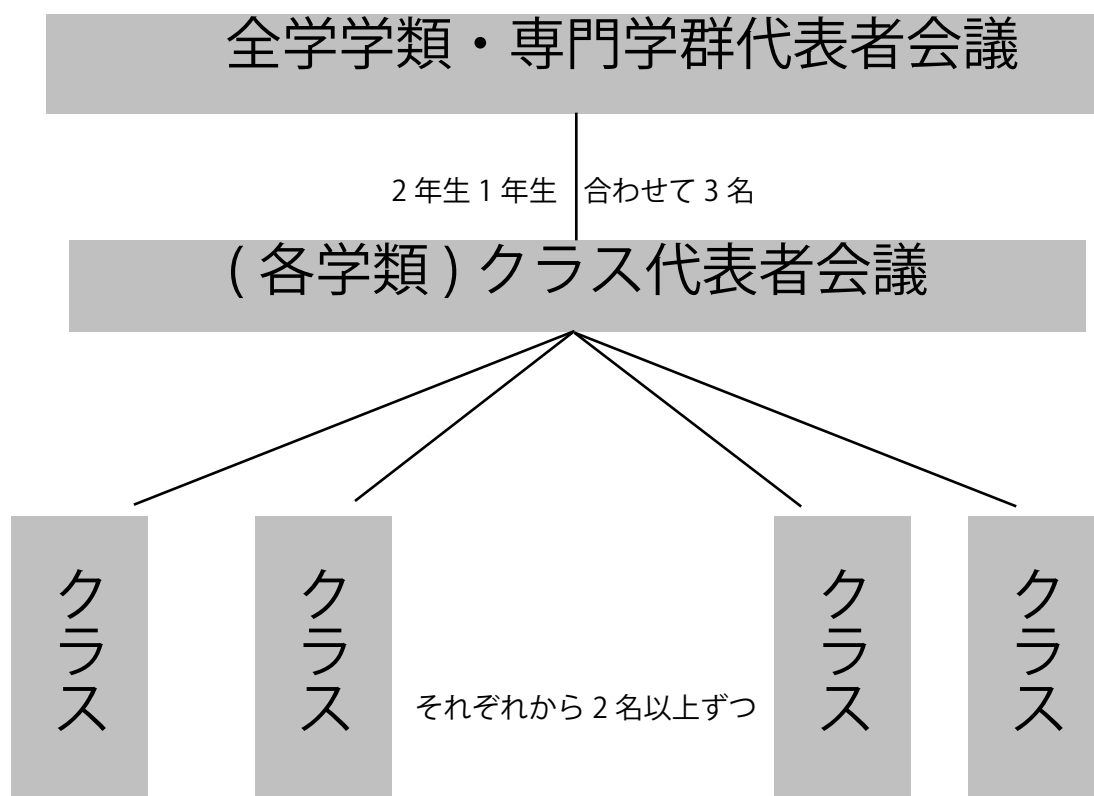 全学学類・専門学群代表者会議
2 年生 1 年生 合わせて 3 名
( 各学類 ) クラス代表者会議
クラス
クラス
クラス
クラス
それぞれから 2 名以上ずつ